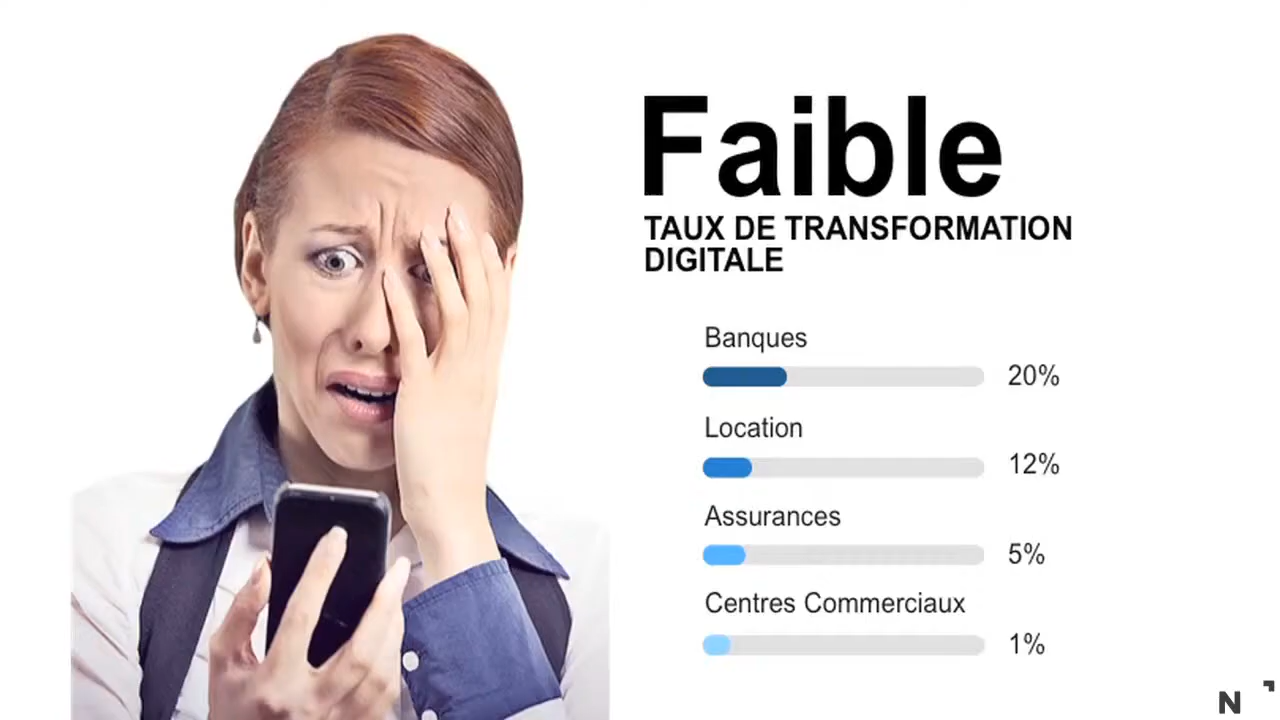 Faible
TAUX DE TRANSFORMATION
DIGITALE
Banques
20%
Location
12%
Assurances
5%
Centres Commerciaux
1%
N